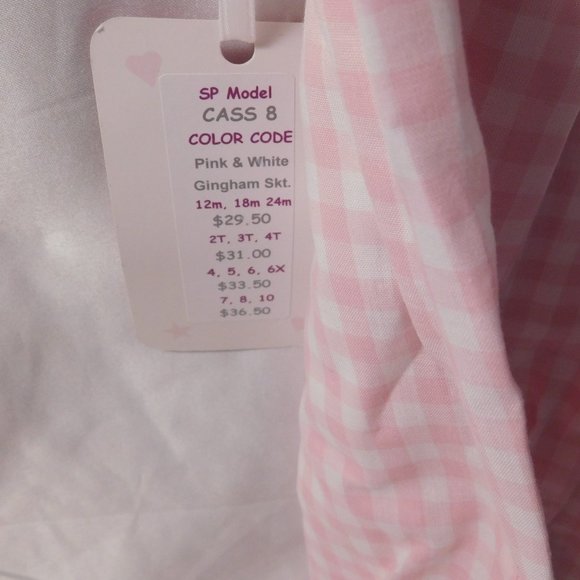 SP Model
CASS 8
COLOR CODE
Pink & White
Gingham Skt.
12m, 18m 24m
$29.50
2T, 3T, 4T
$31.00
4, 5, 6, 6X
$33.50
7, 8, 10
$36.50